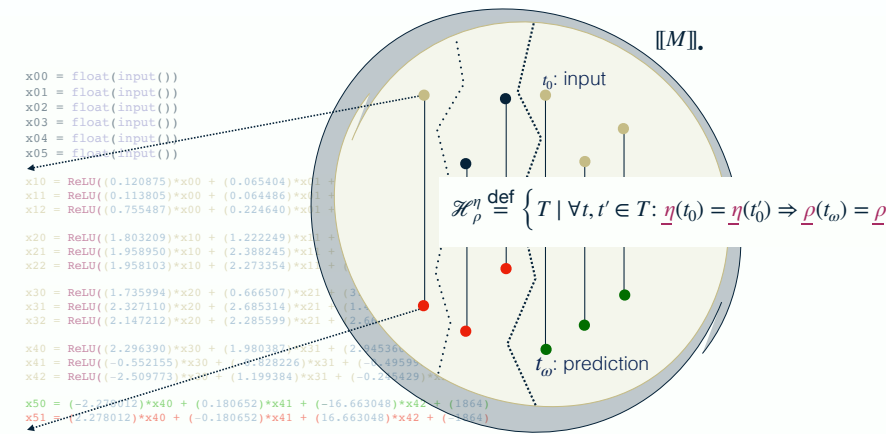 ⟦M⟧.
t₀: input
x00 = float(input())
x01 = float(input())
x02 = float(input())
x03 = float(input())
x04 = float(input())
x05 = float(input())
x10 = ReLU((0.120875)*x00 + (0.065404)*x01 +
x11 = ReLU((0.113805)*x00 + (0.064486)*x01 +
x12 = ReLU((0.755487)*x00 + (0.224640)*x01 +
ℋ^η_ρ def= { T | ∀t, t′ ∈ T: η(t₀) = η(t′₀) ⇒ ρ(t_ω) = ρ
x20 = ReLU((1.803209)*x10 + (1.222249)*x11 +
x21 = ReLU((1.958950)*x10 + (2.388245)*x11 +
x22 = ReLU((1.958103)*x10 + (2.273354)*x11 +
x30 = ReLU((1.735994)*x20 + (0.666507)*x21 +
x31 = ReLU((2.327110)*x20 + (2.685314)*x21 +
x32 = ReLU((2.147212)*x20 + (2.285599)*x21 +
x40 = ReLU((2.296390)*x30 + (1.980387)*x31 +
x41 = ReLU((-0.552155)*x30 +
x42 = ReLU((-2.509773)*x30 + (1.199384)*x31 +
t_ω: prediction
x50 = (-2.278012)*x40 + (0.180652)*x41 + (-16.663048)*x42 + (1864)
x51 = (2.278012)*x40 + (-0.180652)*x41 + (16.663048)*x42 + (-1864)